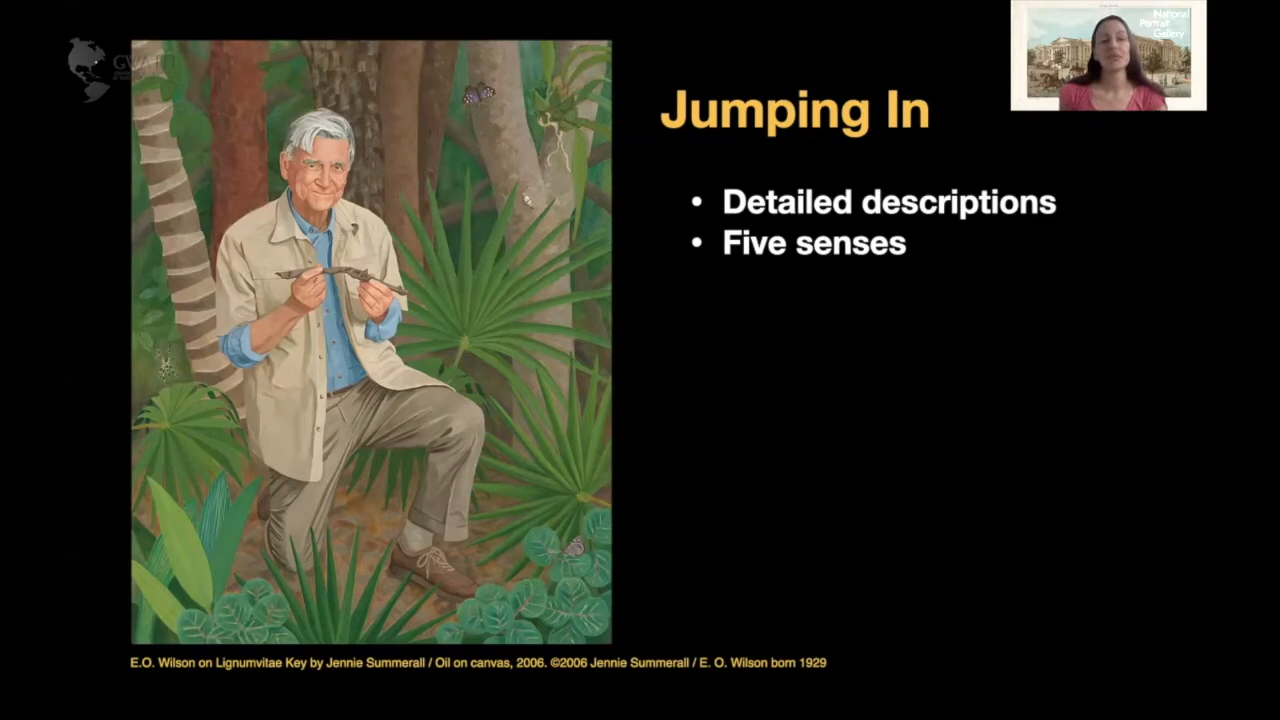 Jumping In
National
Portrait
Gallery
• Detailed descriptions
• Five senses
E.O. Wilson on Lignumvitae Key by Jennie Summerall / Oil on canvas, 2006. ©2006 Jennie Summerall / E. O. Wilson born 1929